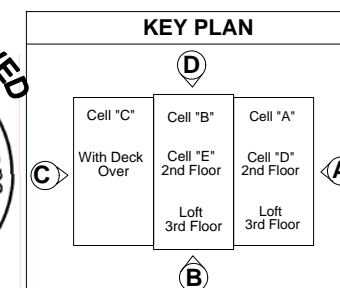 KEY PLAN
D
Cell "C"
With Deck
Over
Cell "B"
Cell "E"
2nd Floor
Loft
3rd Floor
Cell "A"
Cell "D"
2nd Floor
Loft
3rd Floor
C
A
B